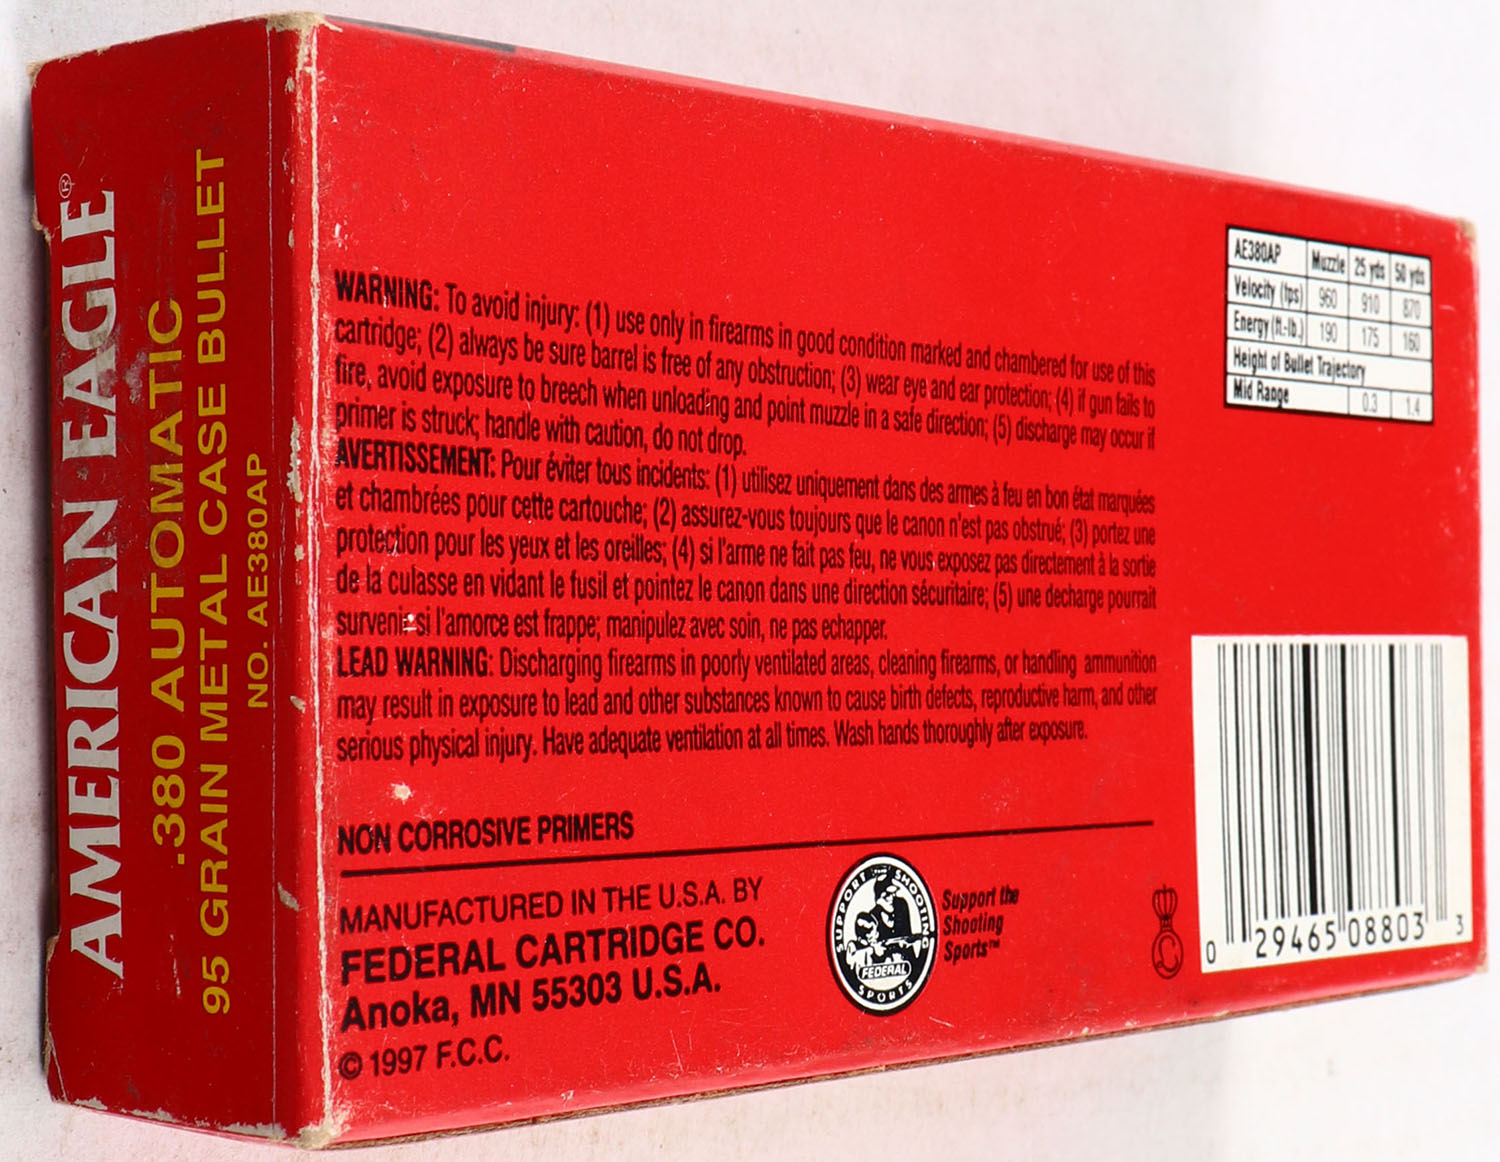 AMERICAN EAGLE®
.380 AUTOMATIC
95 GRAIN METAL CASE BULLET
NO. AE380AP
WARNING: To avoid injury: (1) use only in firearms in good condition marked and chambered for use of this
cartridge; (2) always be sure barrel is free of any obstruction; (3) wear eye and ear protection; (4) if gun fails to
fire, avoid exposure to breech when unloading and point muzzle in a safe direction; (5) discharge may occur if
primer is struck; handle with caution, do not drop.
AVERTISSEMENT: Pour éviter tous incidents: (1) utilisez uniquement dans des armes à feu en bon état marquées
et chambrées pour cette cartouche; (2) assurez-vous toujours que le canon n'est pas obstrué; (3) portez une
protection pour les yeux et les oreilles; (4) si l'arme ne fait pas feu, ne vous exposez pas directement à la sortie
de la culasse en vidant le fusil et pointez le canon dans une direction sécuritaire; (5) une decharge pourrait
survenir si l'amorce est frappe; manipulez avec soin, ne pas echapper.
LEAD WARNING: Discharging firearms in poorly ventilated areas, cleaning firearms, or handling ammunition
may result in exposure to lead and other substances known to cause birth defects, reproductive harm, and other
serious physical injury. Have adequate ventilation at all times. Wash hands thoroughly after exposure.
NON CORROSIVE PRIMERS
MANUFACTURED IN THE U.S.A. BY
FEDERAL CARTRIDGE CO.
Anoka, MN 55303 U.S.A.
© 1997 F.C.C.
SUPPORT THE SHOOTING
FEDERAL
SPORTS
Support the
Shooting
Sports™
AE380AP Muzzle 25 yds 50 yds
Velocity (fps) 960 910 870
Energy (ft.-lb.) 190 175 160
Height of Bullet Trajectory
Mid Range 0.3 1.4
C
0 29465 08803 3